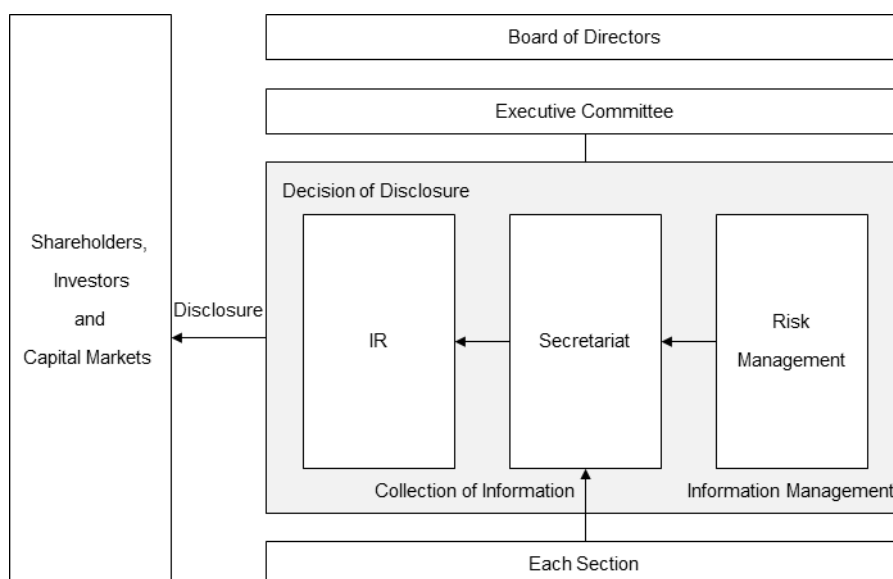 Board of Directors
Executive Committee
Decision of Disclosure
Shareholders,
Investors
and
Capital Markets
Disclosure
IR
Secretariat
Risk
Management
Collection of Information
Information Management
Each Section